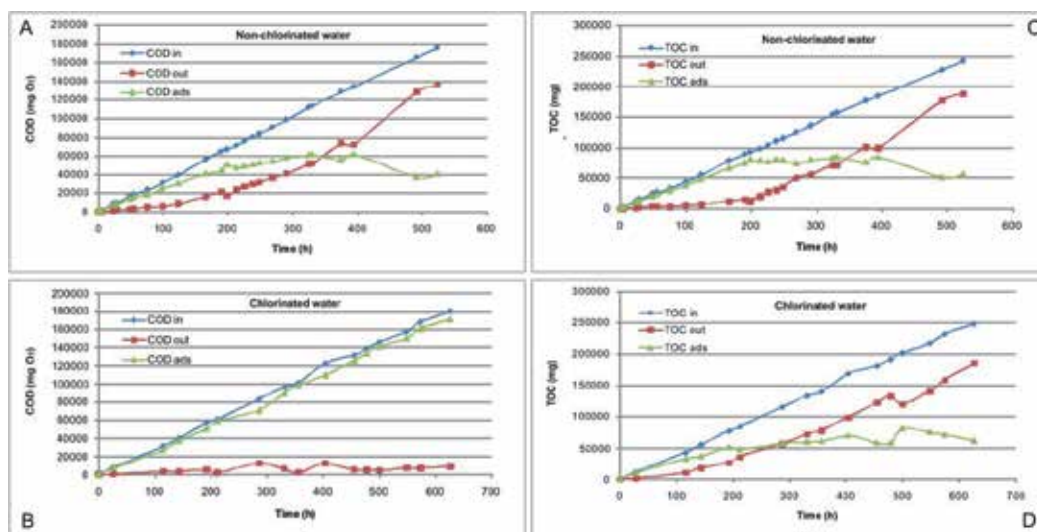 A
Non-chlorinated water
COD in
COD out
COD ads
COD (mg O₂)
200000
180000
160000
140000
120000
100000
80000
60000
40000
20000
0
0 100 200 300 400 500 600
Time (h)
C
Non-chlorinated water
TOC in
TOC out
TOC ads
TOC (mg)
300000
250000
200000
150000
100000
50000
0
0 100 200 300 400 500 600
Time (h)
B
Chlorinated water
COD in
COD out
COD ads
COD (mg O₂)
200000
180000
160000
140000
120000
100000
80000
60000
40000
20000
0
0 100 200 300 400 500 600 700
Time (h)
D
Chlorinated water
TOC in
TOC out
TOC ads
TOC (mg)
300000
250000
200000
150000
100000
50000
0
0 100 200 300 400 500 600 700
Time (h)